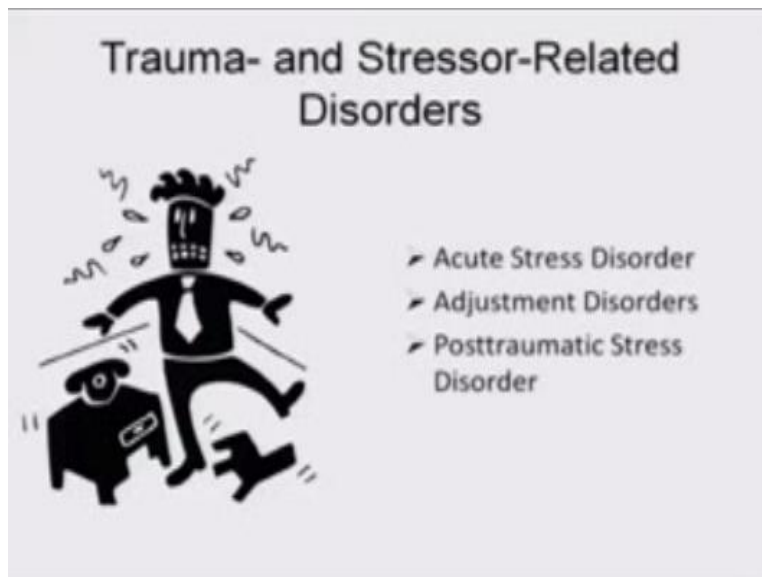 Trauma- and Stressor-Related
Disorders
Acute Stress Disorder
Adjustment Disorders
Posttraumatic Stress
Disorder